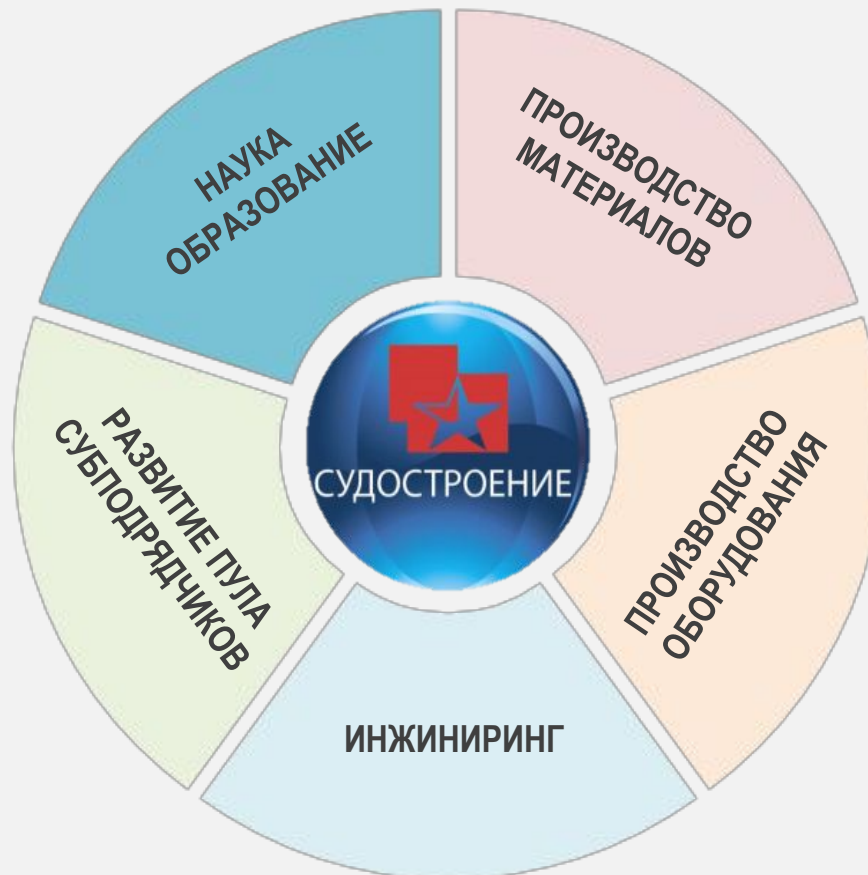 НАУКА
ОБРАЗОВАНИЕ
ПРОИЗВОДСТВО
МАТЕРИАЛОВ
СУДОСТРОЕНИЕ
РАЗВИТИЕ ПУЛА
СУБПОДРЯДЧИКОВ
ПРОИЗВОДСТВО
ОБОРУДОВАНИЯ
ИНЖИНИРИНГ